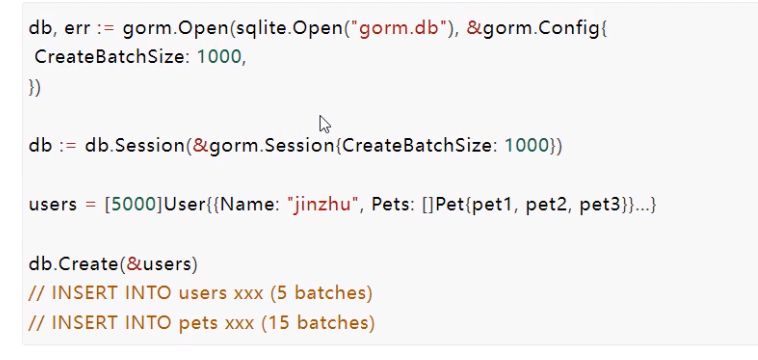 db, err := gorm.Open(sqlite.Open("gorm.db"), &gorm.Config{
 CreateBatchSize: 1000,
})
db := db.Session(&gorm.Session{CreateBatchSize: 1000})
users = [5000]User{{Name: "jinzhu", Pets: []Pet{pet1, pet2, pet3}}...}
db.Create(&users)
// INSERT INTO users xxx (5 batches)
// INSERT INTO pets xxx (15 batches)